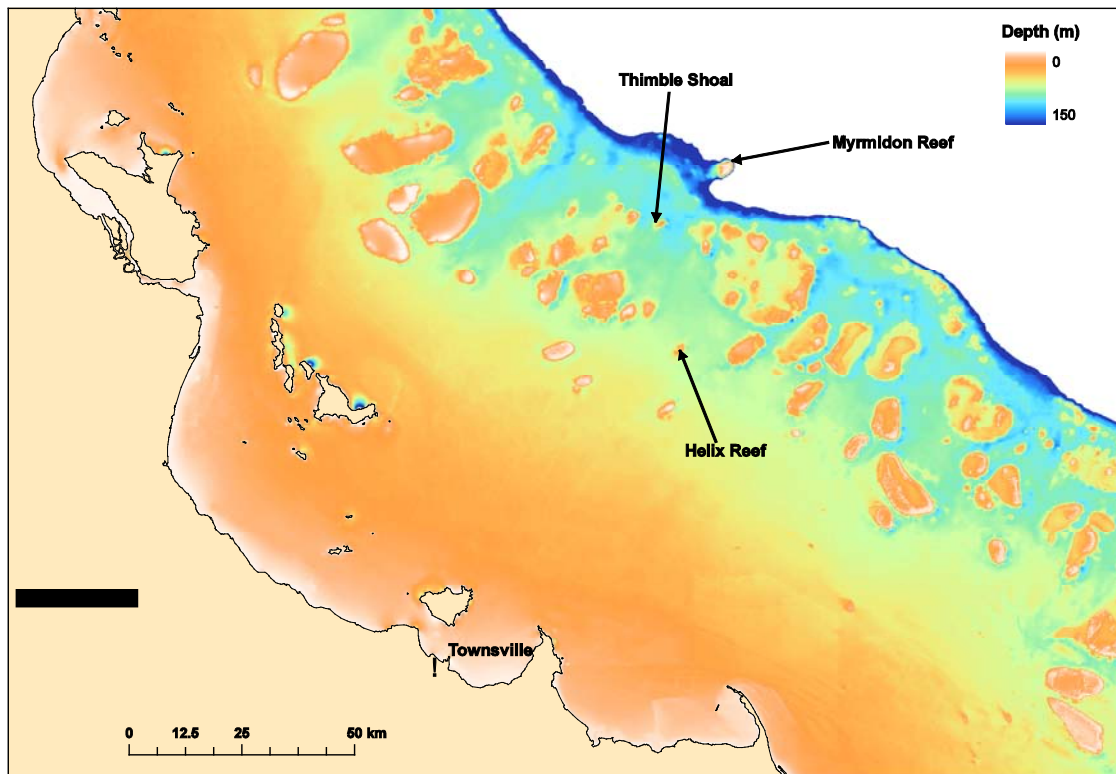 Depth (m)
0
150
Thimble Shoal
Myrmidon Reef
Helix Reef
Townsville
!
0 12.5 25 50 km